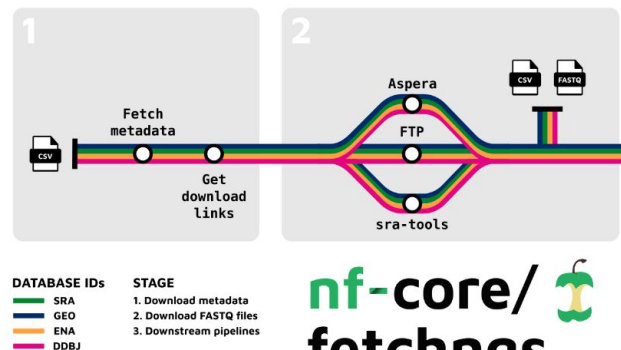 1
2
Fetch
metadata
CSV
Get
download
links
Aspera
FTP
sra-tools
CSV
FASTQ
DATABASE IDs
SRA
GEO
ENA
DDBJ
STAGE
1. Download metadata
2. Download FASTQ files
3. Downstream pipelines
nf-core/
fetchngs